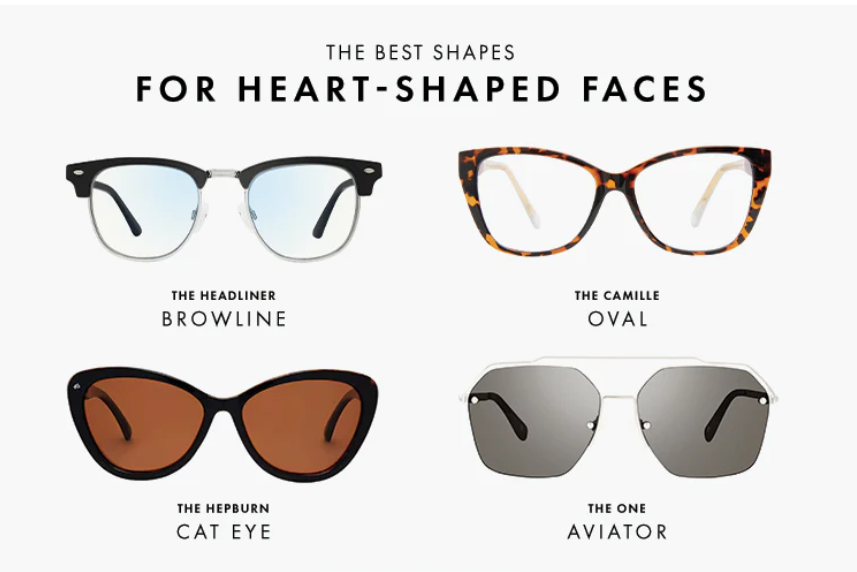 THE BEST SHAPES
FOR HEART-SHAPED FACES
THE HEADLINER
BROWLINE
THE CAMILLE
OVAL
THE HEPBURN
CAT EYE
THE ONE
AVIATOR